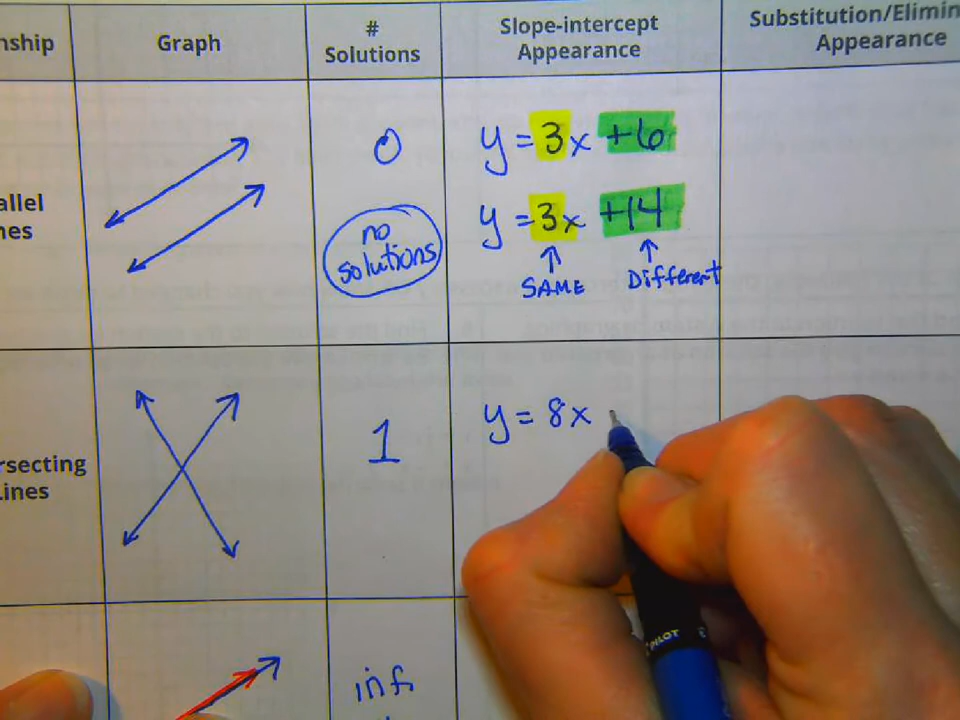 nship
Graph
#
Solutions
Slope-intercept
Appearance
Substitution/Elimin
Appearance
allel
nes
0
no
solutions
y = 3x +6
y = 3x +14
SAME
Different
rsecting
Lines
1
y = 8x
PILOT
inf